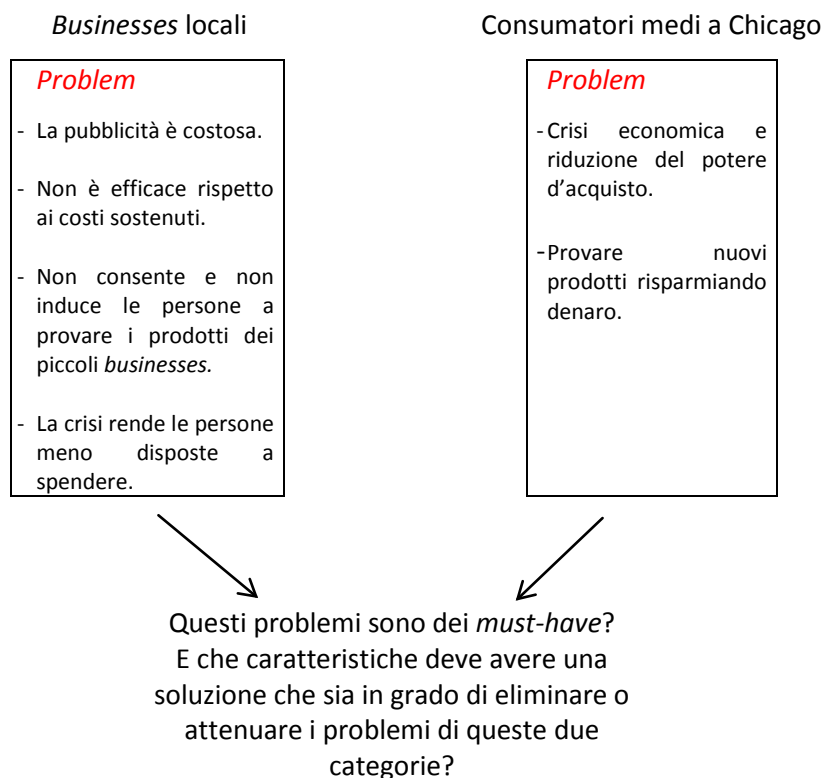 Businesses locali
Problem
- La pubblicità è costosa.
- Non è efficace rispetto
ai costi sostenuti.
- Non consente e non
induce le persone a
provare i prodotti dei
piccoli businesses.
- La crisi rende le persone
meno disposte a
spendere.
Consumatori medi a Chicago
Problem
- Crisi economica e
riduzione del potere
d’acquisto.
- Provare nuovi
prodotti risparmiando
denaro.
Questi problemi sono dei must-have?
E che caratteristiche deve avere una
soluzione che sia in grado di eliminare o
attenuare i problemi di queste due
categorie?